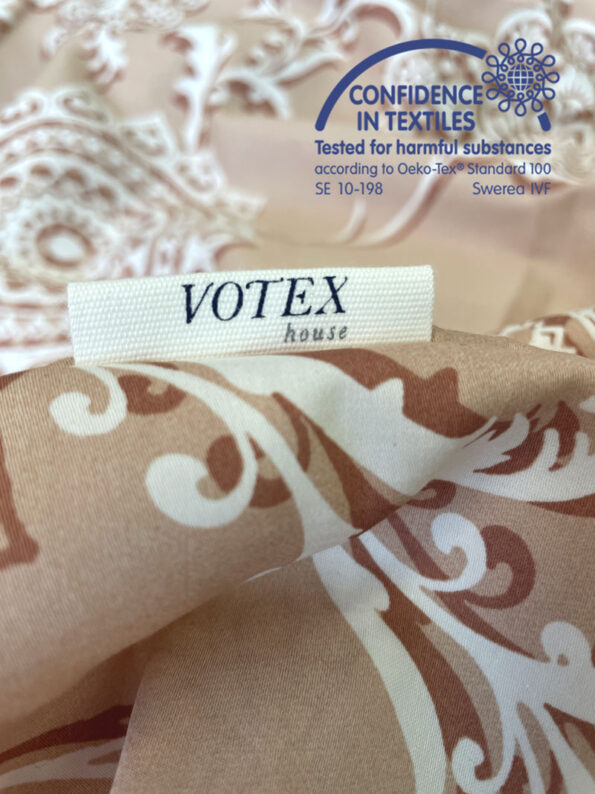 CONFIDENCE
IN TEXTILES
Tested for harmful substances
according to Oeko-Tex® Standard 100
SE 10-198 Swerea IVF
VOTEX
house